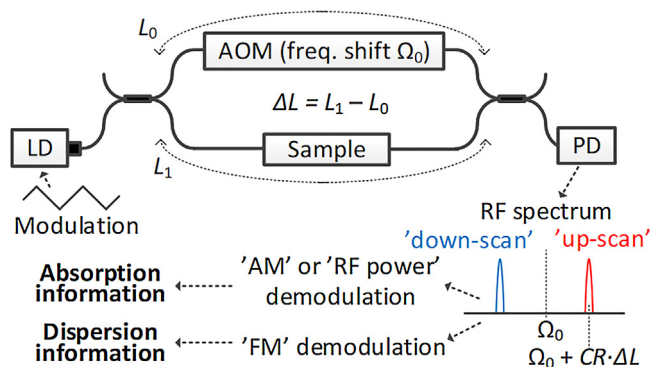 L0
AOM (freq. shift Ω0)
ΔL = L1 – L0
LD
Sample
PD
L1
Modulation
RF spectrum
'down-scan' 'up-scan'
Absorption
information
'AM' or 'RF power'
demodulation
Dispersion
information
'FM' demodulation
Ω0
Ω0 + CR·ΔL